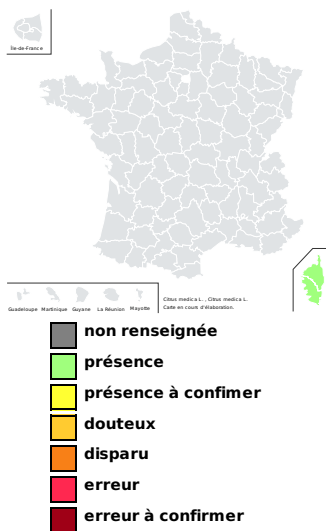 Île-de-France
Citrus medica L. , Citrus medica L.
Carte en cours d'élaboration.
Guadeloupe Martinique Guyane La Réunion Mayotte
non renseignée
présence
présence à confimer
douteux
disparu
erreur
erreur à confirmer